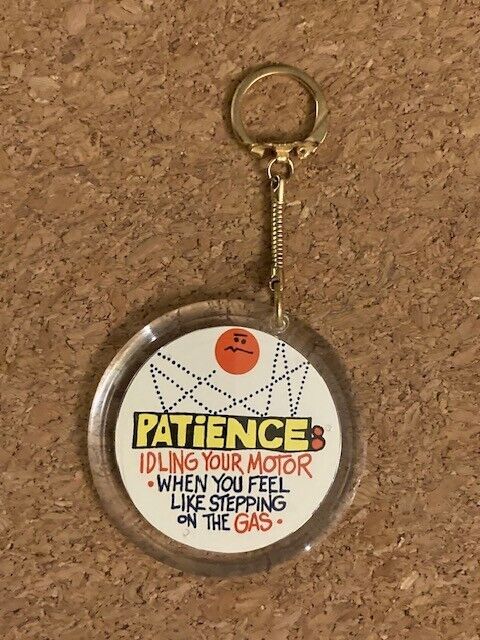 PATiENCE:
IDLING YOUR MOTOR
• WHEN YOU FEEL
LIKE STEPPING
ON THE GAS •